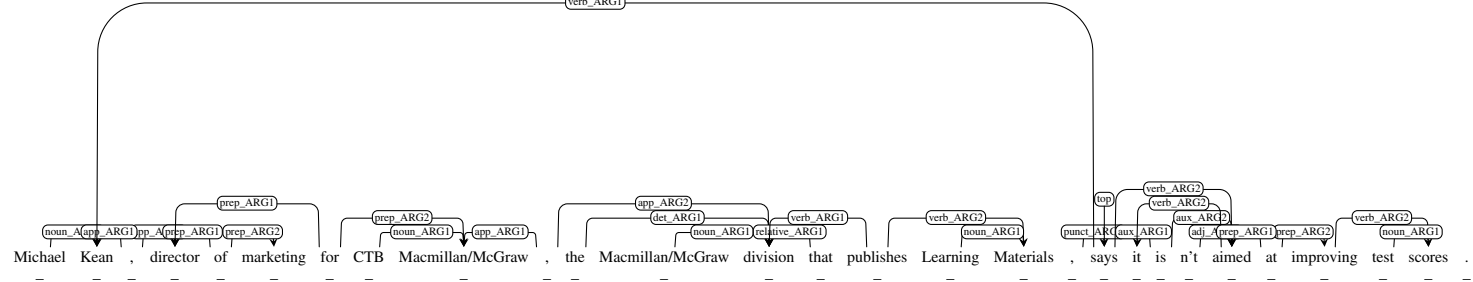 verb_ARG1
prep_ARG1 app_ARG2 top verb_ARG2
verb_ARG2
prep_ARG2 det_ARG1 verb_ARG1 verb_ARG2 aux_ARG2 verb_ARG2
app_ARG1 prep_ARG1 prep_ARG2 noun_ARG1 app_ARG1 noun_ARG1 relative_ARG1 noun_ARG1 aux_ARG1 prep_ARG1 prep_ARG2 noun_ARG1
Michael Kean , director of marketing for CTB Macmillan/McGraw , the Macmillan/McGraw division that publishes Learning Materials , says it is n't aimed at improving test scores .
_ _ _ _ _ _ _ _ _ _ _ _ _ _ _ _ _ _ _ _ _ _ _ _ _ _ _ _ _